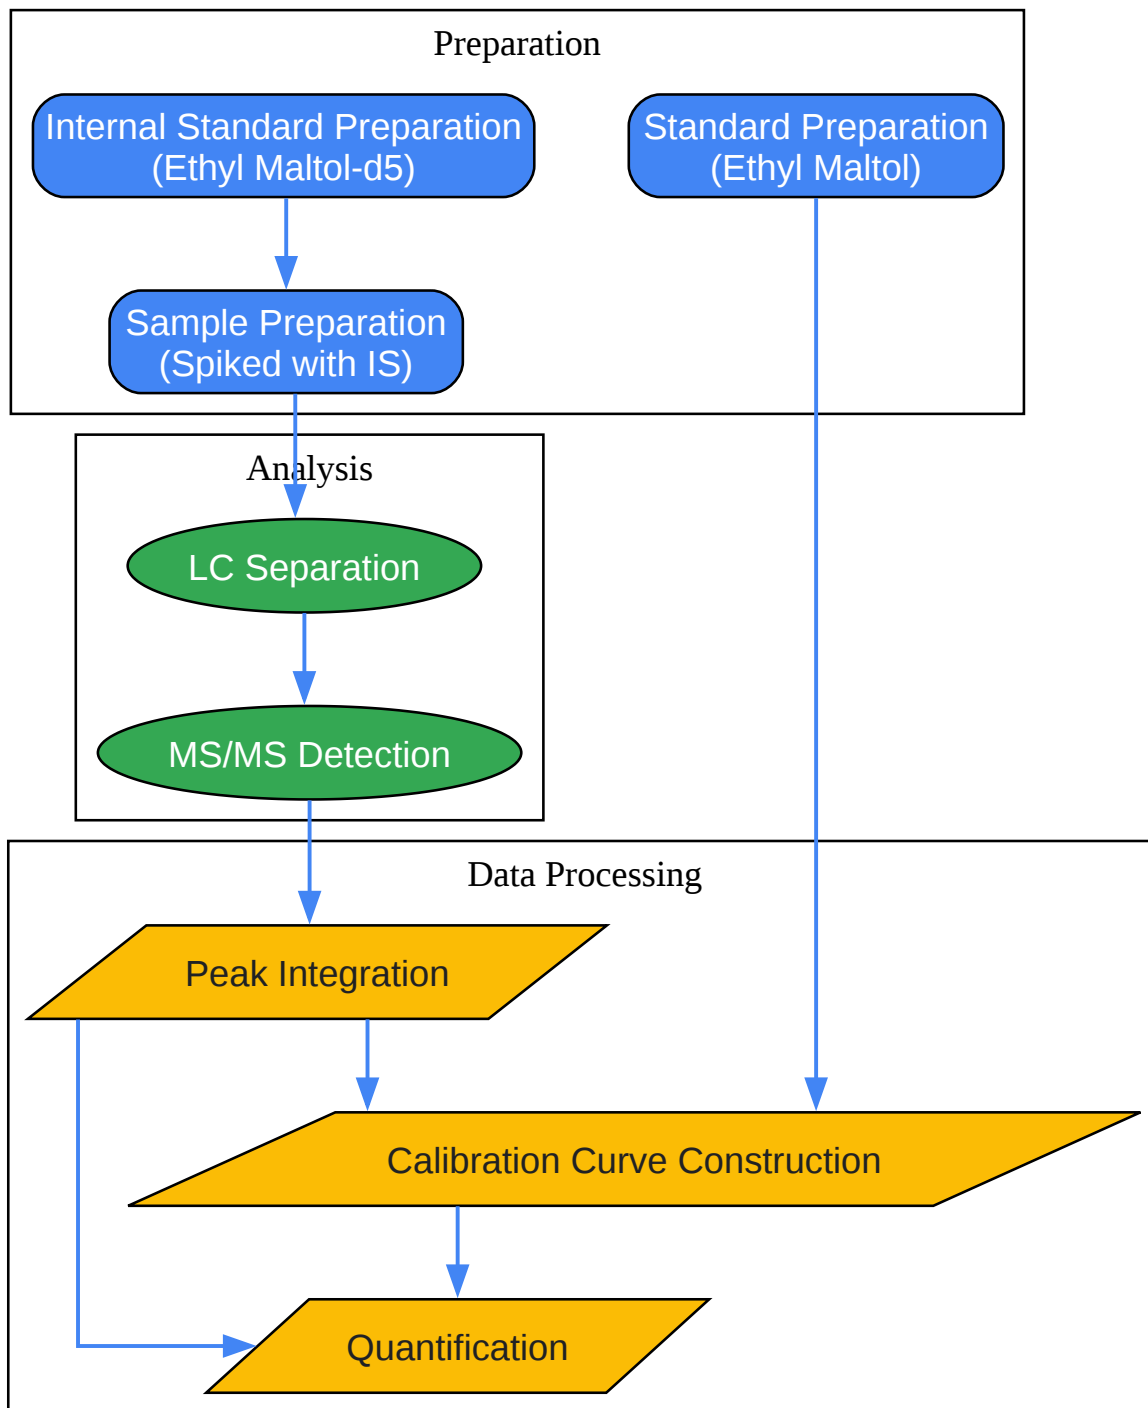 Preparation
Internal Standard Preparation
(Ethyl Maltol-d5)
Standard Preparation
(Ethyl Maltol)
Sample Preparation
(Spiked with IS)
Analysis
LC Separation
MS/MS Detection
Data Processing
Peak Integration
Calibration Curve Construction
Quantification